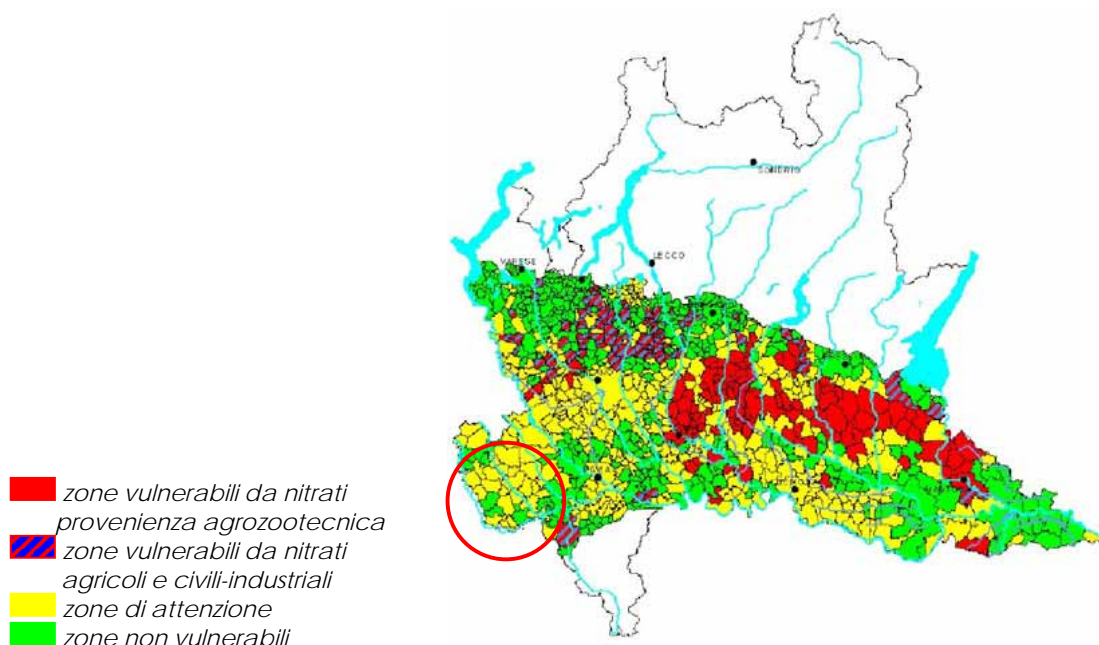 SONDRIO
LECCO
VARESE
zone vulnerabili da nitrati
provenienza agrozootecnica
zone vulnerabili da nitrati
agricoli e civili-industriali
zone di attenzione
zone non vulnerabili